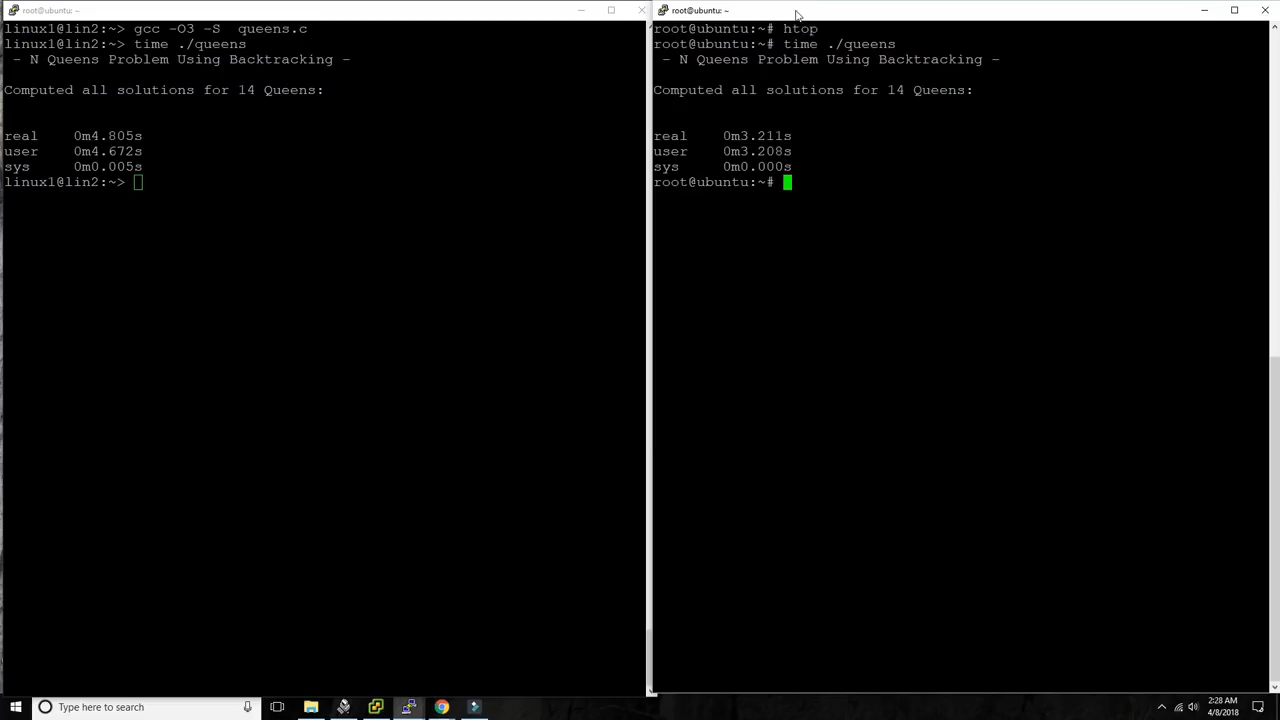 root@ubuntu: ~
linux1@lin2:~> gcc -O3 -S  queens.c
linux1@lin2:~> time ./queens
 - N Queens Problem Using Backtracking -
Computed all solutions for 14 Queens:
real    0m4.805s
user    0m4.672s
sys     0m0.005s
linux1@lin2:~>
root@ubuntu: ~
root@ubuntu:~# htop
root@ubuntu:~# time ./queens
 - N Queens Problem Using Backtracking -
Computed all solutions for 14 Queens:
real    0m3.211s
user    0m3.208s
sys     0m0.000s
root@ubuntu:~#
Type here to search
2:28 AM
4/8/2018